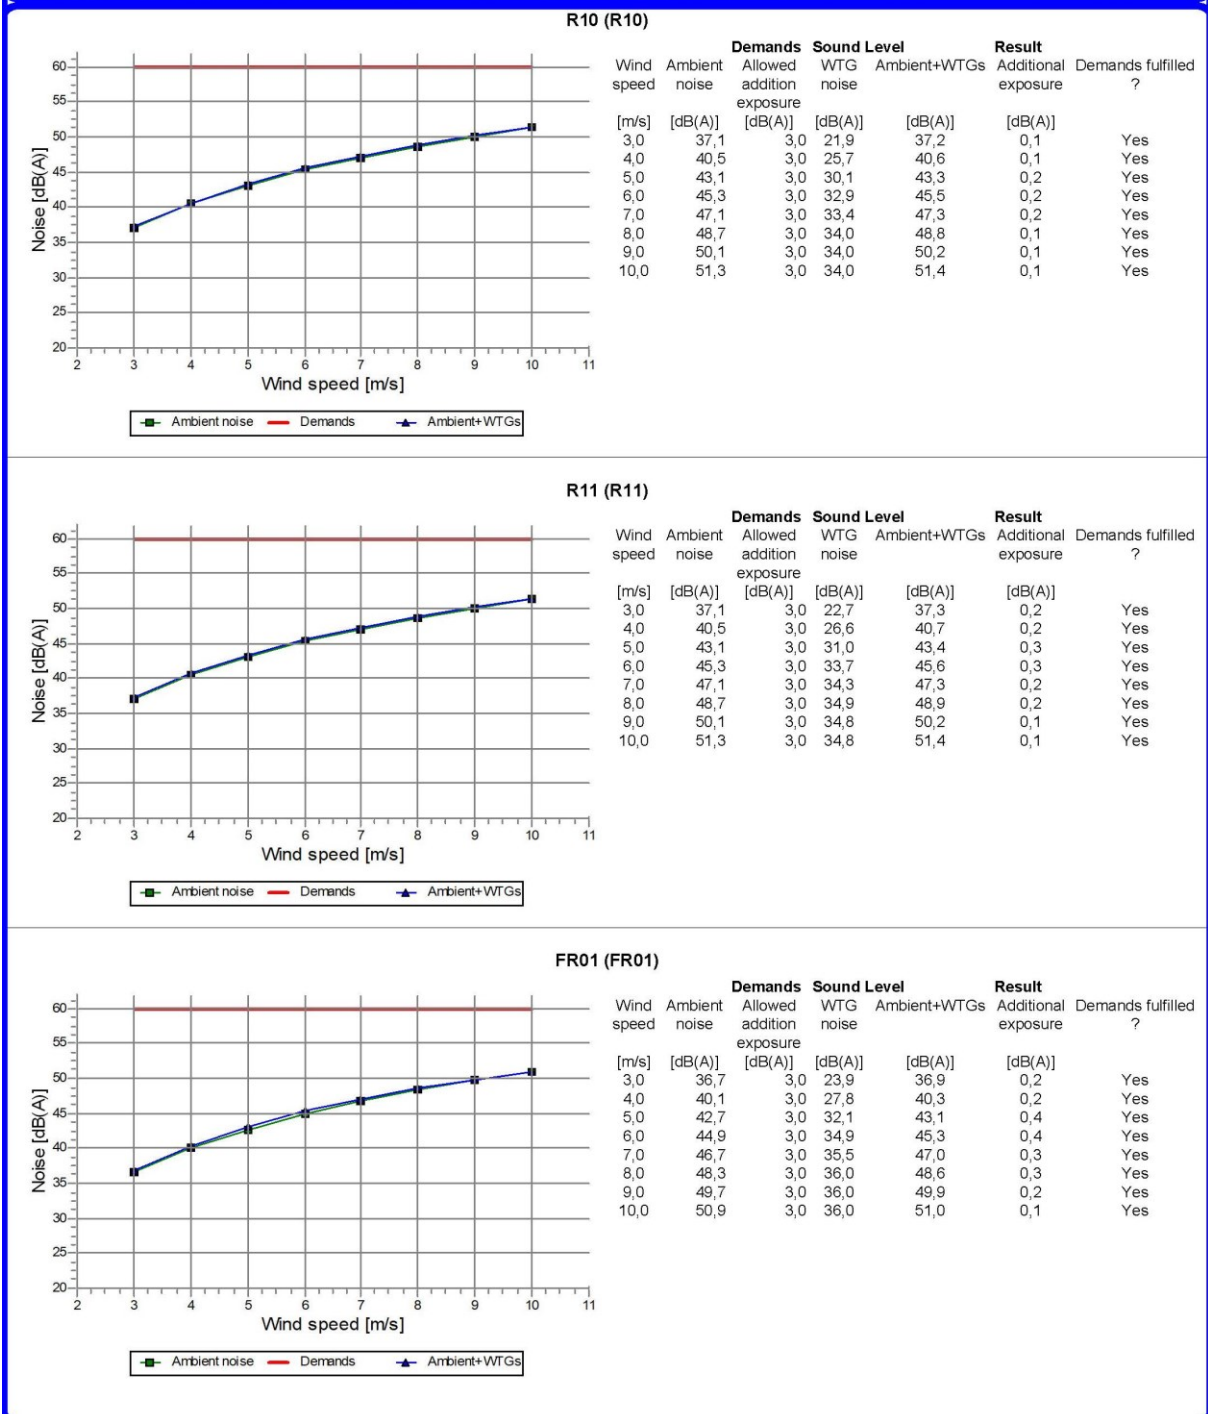 R10 (R10)
Noise [dB(A)]
60
55
50
45
40
35
30
25
20
2 3 4 5 6 7 8 9 10 11
Wind speed [m/s]
Ambient noise Demands Ambient+WTGs
Demands Sound Level Result
Wind Ambient Allowed WTG Ambient+WTGs Additional Demands fulfilled
speed noise addition noise exposure ?
exposure
[m/s] [dB(A)] [dB(A)] [dB(A)] [dB(A)] [dB(A)]
3,0 37,1 3,0 21,9 37,2 0,1 Yes
4,0 40,5 3,0 25,7 40,6 0,1 Yes
5,0 43,1 3,0 30,1 43,3 0,2 Yes
6,0 45,3 3,0 32,9 45,5 0,2 Yes
7,0 47,1 3,0 33,4 47,3 0,2 Yes
8,0 48,7 3,0 34,0 48,8 0,1 Yes
9,0 50,1 3,0 34,0 50,2 0,1 Yes
10,0 51,3 3,0 34,0 51,4 0,1 Yes
R11 (R11)
Noise [dB(A)]
60
55
50
45
40
35
30
25
20
2 3 4 5 6 7 8 9 10 11
Wind speed [m/s]
Ambient noise Demands Ambient+WTGs
Demands Sound Level Result
Wind Ambient Allowed WTG Ambient+WTGs Additional Demands fulfilled
speed noise addition noise exposure ?
exposure
[m/s] [dB(A)] [dB(A)] [dB(A)] [dB(A)] [dB(A)]
3,0 37,1 3,0 22,7 37,3 0,2 Yes
4,0 40,5 3,0 26,6 40,7 0,2 Yes
5,0 43,1 3,0 31,0 43,4 0,3 Yes
6,0 45,3 3,0 33,7 45,6 0,3 Yes
7,0 47,1 3,0 34,3 47,3 0,2 Yes
8,0 48,7 3,0 34,9 48,9 0,2 Yes
9,0 50,1 3,0 34,8 50,2 0,1 Yes
10,0 51,3 3,0 34,8 51,4 0,1 Yes
FR01 (FR01)
Noise [dB(A)]
60
55
50
45
40
35
30
25
20
2 3 4 5 6 7 8 9 10 11
Wind speed [m/s]
Ambient noise Demands Ambient+WTGs
Demands Sound Level Result
Wind Ambient Allowed WTG Ambient+WTGs Additional Demands fulfilled
speed noise addition noise exposure ?
exposure
[m/s] [dB(A)] [dB(A)] [dB(A)] [dB(A)] [dB(A)]
3,0 36,7 3,0 23,9 36,9 0,2 Yes
4,0 40,1 3,0 27,8 40,3 0,2 Yes
5,0 42,7 3,0 32,1 43,1 0,4 Yes
6,0 44,9 3,0 34,9 45,3 0,4 Yes
7,0 46,7 3,0 35,5 47,0 0,3 Yes
8,0 48,3 3,0 36,0 48,6 0,3 Yes
9,0 49,7 3,0 36,0 49,9 0,2 Yes
10,0 50,9 3,0 36,0 51,0 0,1 Yes